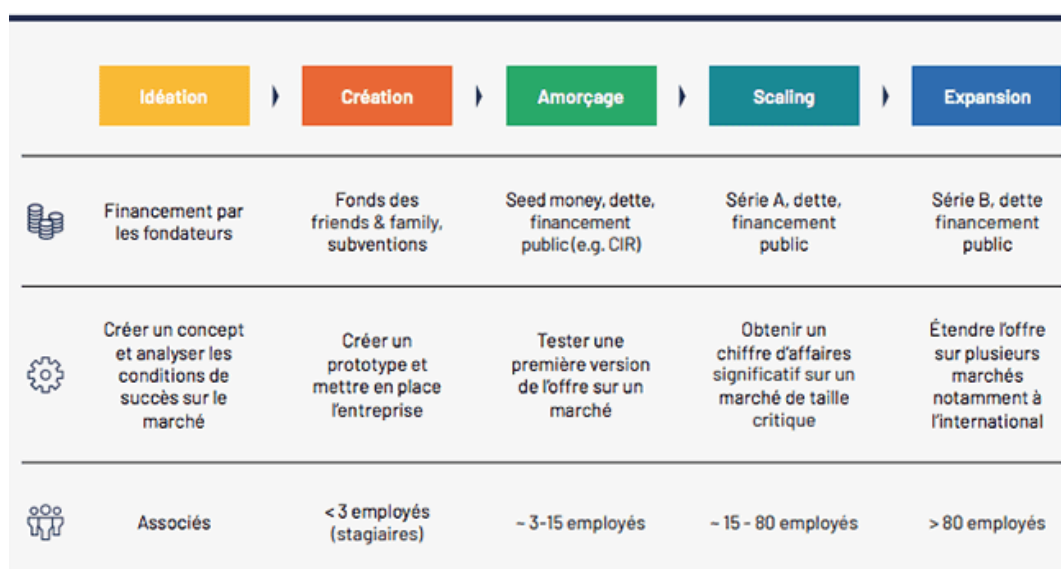 Idéation
Création
Amorçage
Scaling
Expansion
Financement par
les fondateurs
Fonds des
friends & family,
subventions
Seed money, dette,
financement
public (e.g. CIR)
Série A, dette,
financement
public
Série B, dette
financement
public
Créer un concept
et analyser les
conditions de
succès sur le
marché
Créer un
prototype et
mettre en place
l'entreprise
Tester une
première version
de l'offre sur un
marché
Obtenir un
chiffre d'affaires
significatif sur un
marché de taille
critique
Étendre l'offre
sur plusieurs
marchés
notamment à
l'international
Associés
< 3 employés
(stagiaires)
~ 3-15 employés
~ 15 - 80 employés
> 80 employés